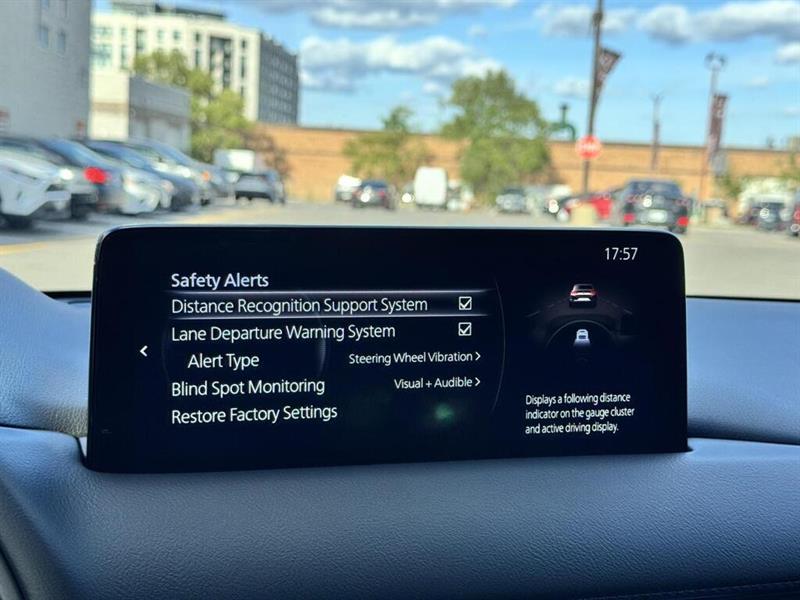 17:57
Safety Alerts
Distance Recognition Support System
Lane Departure Warning System
Alert Type Steering Wheel Vibration
Blind Spot Monitoring Visual + Audible
Restore Factory Settings
Displays a following distance
indicator on the gauge cluster
and active driving display.